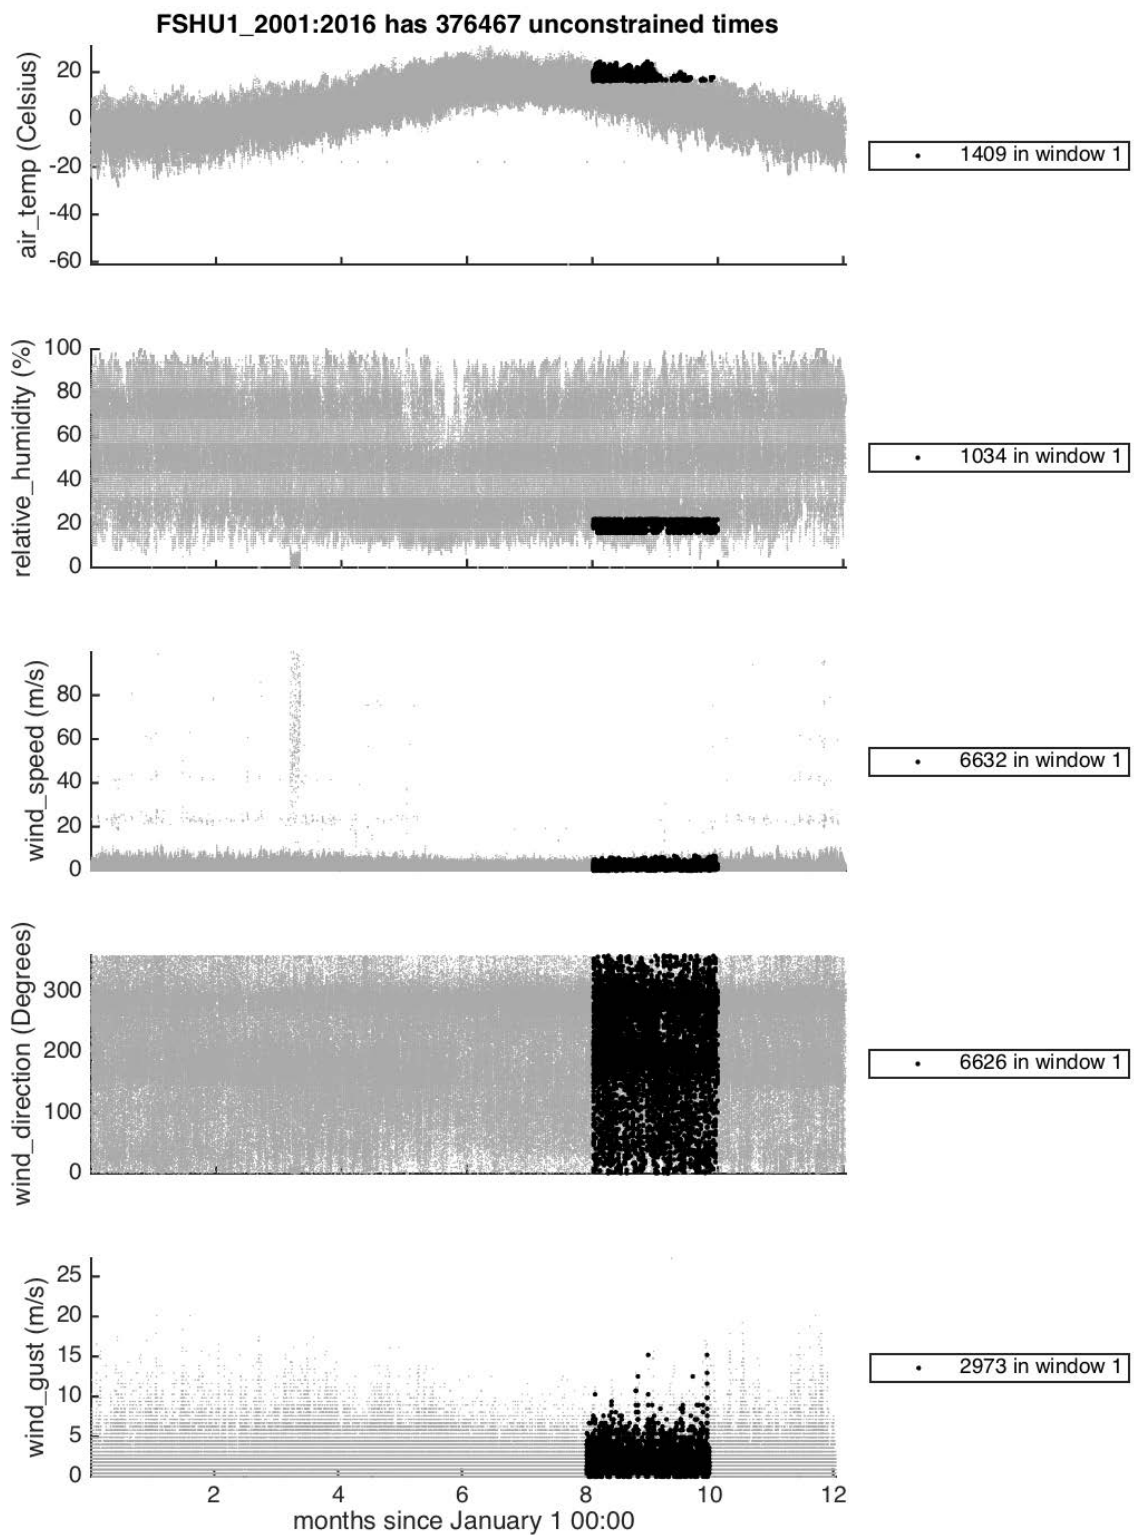 FSHU1_2001:2016 has 376467 unconstrained times
air_temp (Celsius)
20
0
-20
-40
-60
1409 in window 1
relative_humidity (%)
100
80
60
40
20
0
1034 in window 1
wind_speed (m/s)
80
60
40
20
0
6632 in window 1
wind_direction (Degrees)
300
200
100
0
6626 in window 1
wind_gust (m/s)
25
20
15
10
5
0
2973 in window 1
2 4 6 8 10 12
months since January 1 00:00